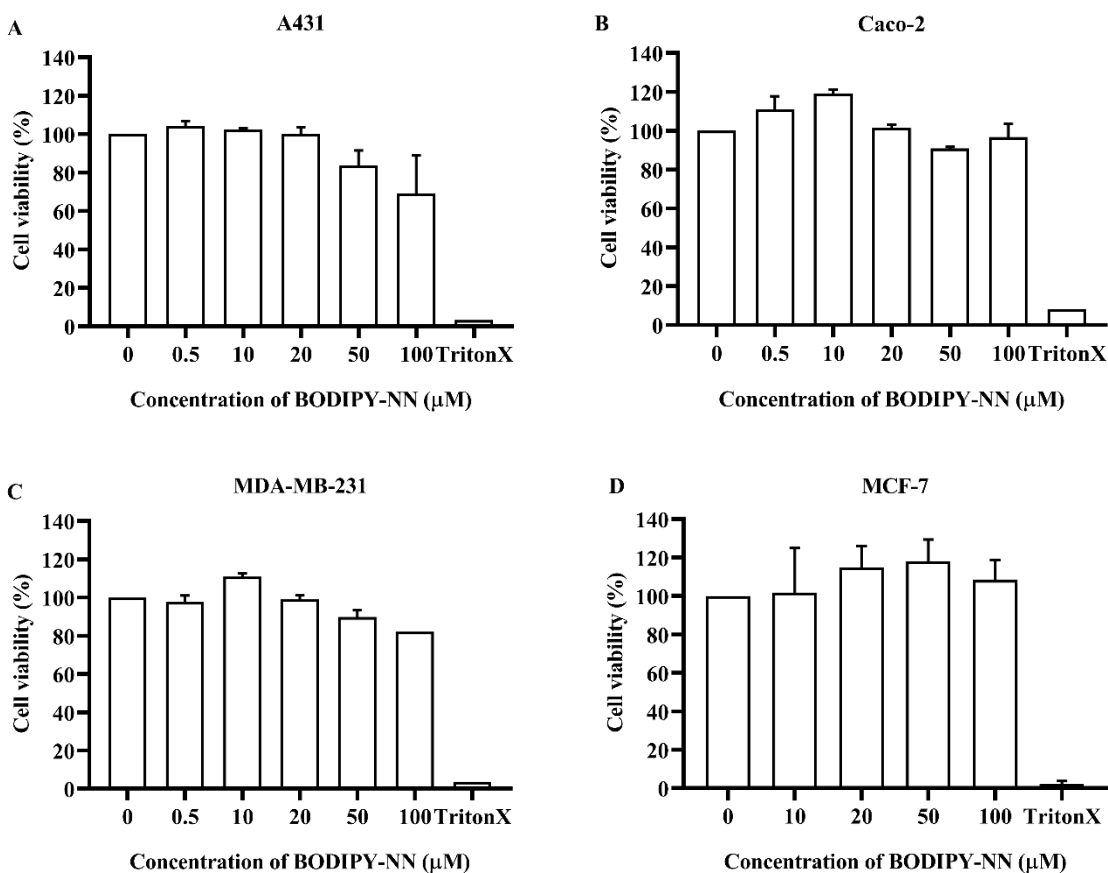 A
A431
Cell viability (%)
140
120
100
80
60
40
20
0
0 0.5 10 20 50 100 TritonX
Concentration of BODIPY-NN (μM)
B
Caco-2
Cell viability (%)
140
120
100
80
60
40
20
0
0 0.5 10 20 50 100 TritonX
Concentration of BODIPY-NN (μM)
C
MDA-MB-231
Cell viability (%)
140
120
100
80
60
40
20
0
0 0.5 10 20 50 100 TritonX
Concentration of BODIPY-NN (μM)
D
MCF-7
Cell viability (%)
140
120
100
80
60
40
20
0
0 10 20 50 100 TritonX
Concentration of BODIPY-NN (μM)